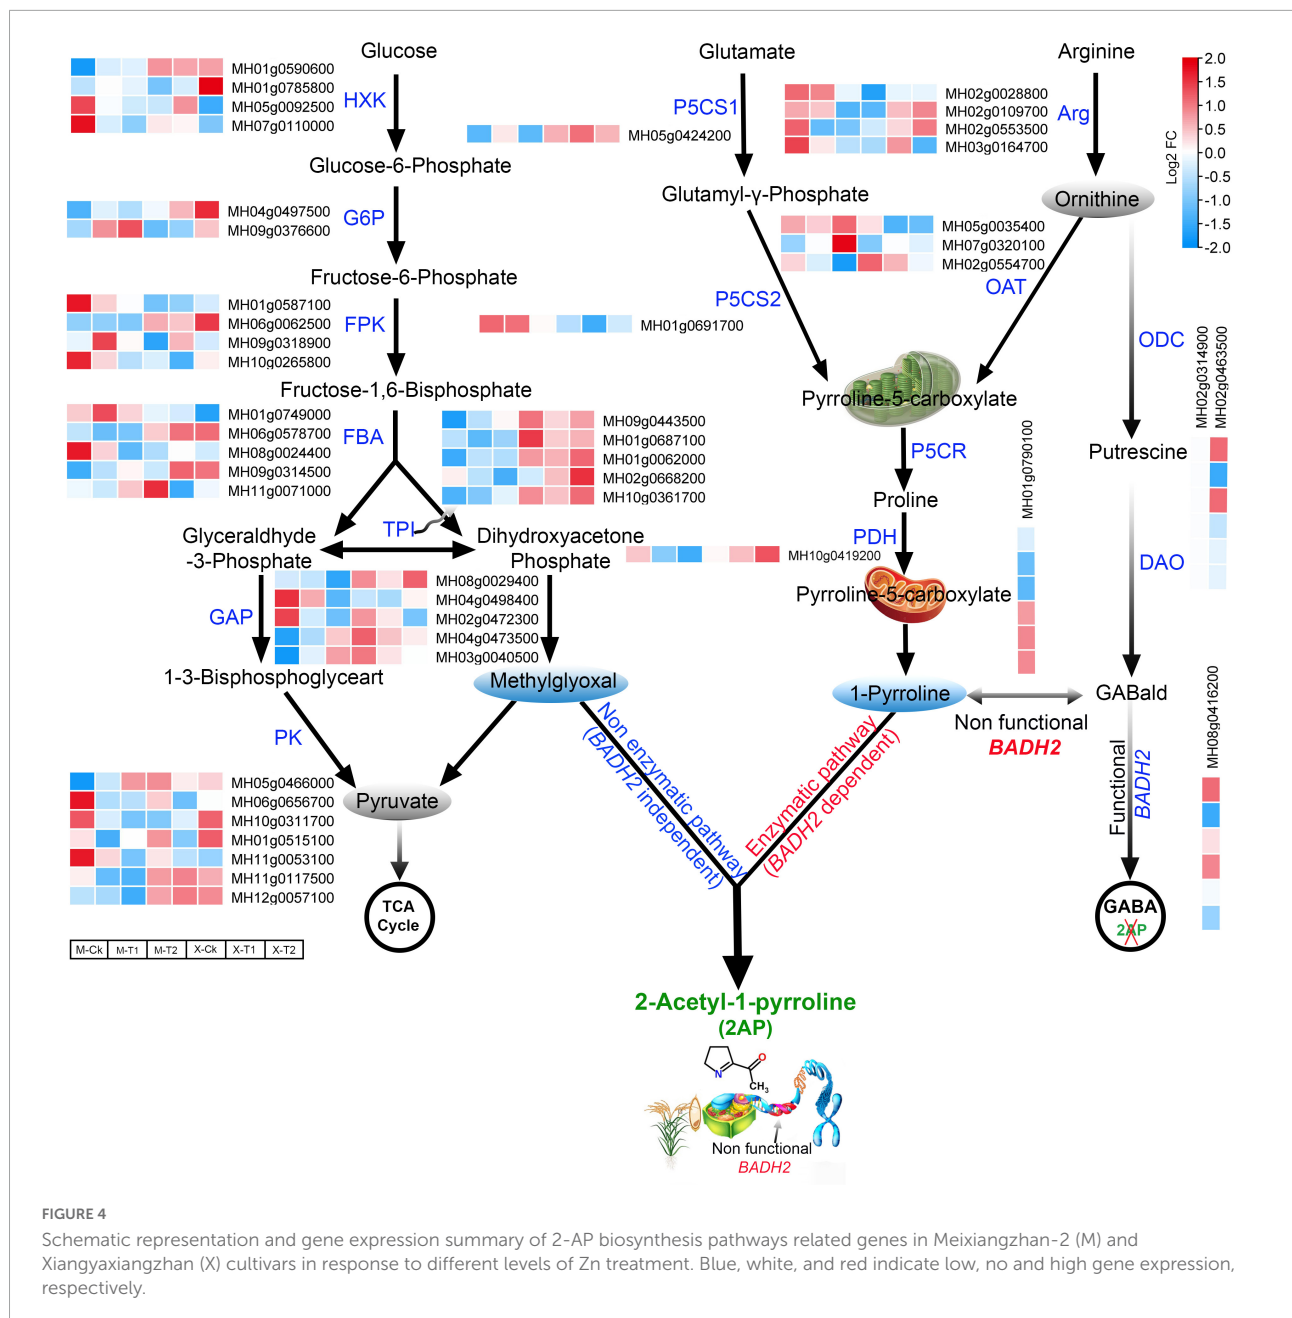 Glucose
HXK
MH01g0590600
MH01g0785800
MH05g0092500
MH07g0110000
Glucose-6-Phosphate
G6P
MH04g0497500
MH09g0376600
Fructose-6-Phosphate
FPK
MH01g0587100
MH06g0062500
MH09g0318900
MH10g0265800
Fructose-1,6-Bisphosphate
FBA
MH01g0749000
MH06g0578700
MH08g0024400
MH09g0314500
MH11g0071000
MH09g0443500
MH01g0687100
MH01g0062000
MH02g0668200
MH10g0361700
TPI
Glyceraldhyde
-3-Phosphate
Dihydroxyacetone
Phosphate
MH10g0419200
GAP
MH08g0029400
MH04g0498400
MH02g0472300
MH04g0473500
MH03g0040500
1-3-Bisphosphoglyceart
Methylglyoxal
PK
MH05g0466000
MH06g0656700
MH10g0311700
MH01g0515100
MH11g0053100
MH11g0117500
MH12g0057100
Pyruvate
TCA
Cycle
M-Ck
M-T1
M-T2
X-Ck
X-T1
X-T2
Glutamate
P5CS1
MH05g0424200
Glutamyl-γ-Phosphate
P5CS2
MH01g0691700
Arginine
Arg
MH02g0028800
MH02g0109700
MH02g0553500
MH03g0164700
Ornithine
MH05g0035400
MH07g0320100
MH02g0554700
OAT
Pyrroline-5-carboxylate
P5CR
Proline
PDH
MH01g0790100
Pyrroline-5-carboxylate
1-Pyrroline
ODC
MH02g0314900
MH02g0463500
Putrescine
DAO
GABald
Non functional
BADH2
Functional
BADH2
MH08g0416200
GABA
2AP
2.0
1.5
1.0
0.5
0.0
-0.5
-1.0
-1.5
-2.0
Log2 FC
Non enzymatic pathway
(BADH2 independent)
Enzymatic pathway
(BADH2 dependent)
2-Acetyl-1-pyrroline
(2AP)
O
N
CH3
Non functional
BADH2
FIGURE 4
Schematic representation and gene expression summary of 2-AP biosynthesis pathways related genes in Meixiangzhan-2 (M) and
Xiangyaxiangzhan (X) cultivars in response to different levels of Zn treatment. Blue, white, and red indicate low, no and high gene expression,
respectively.